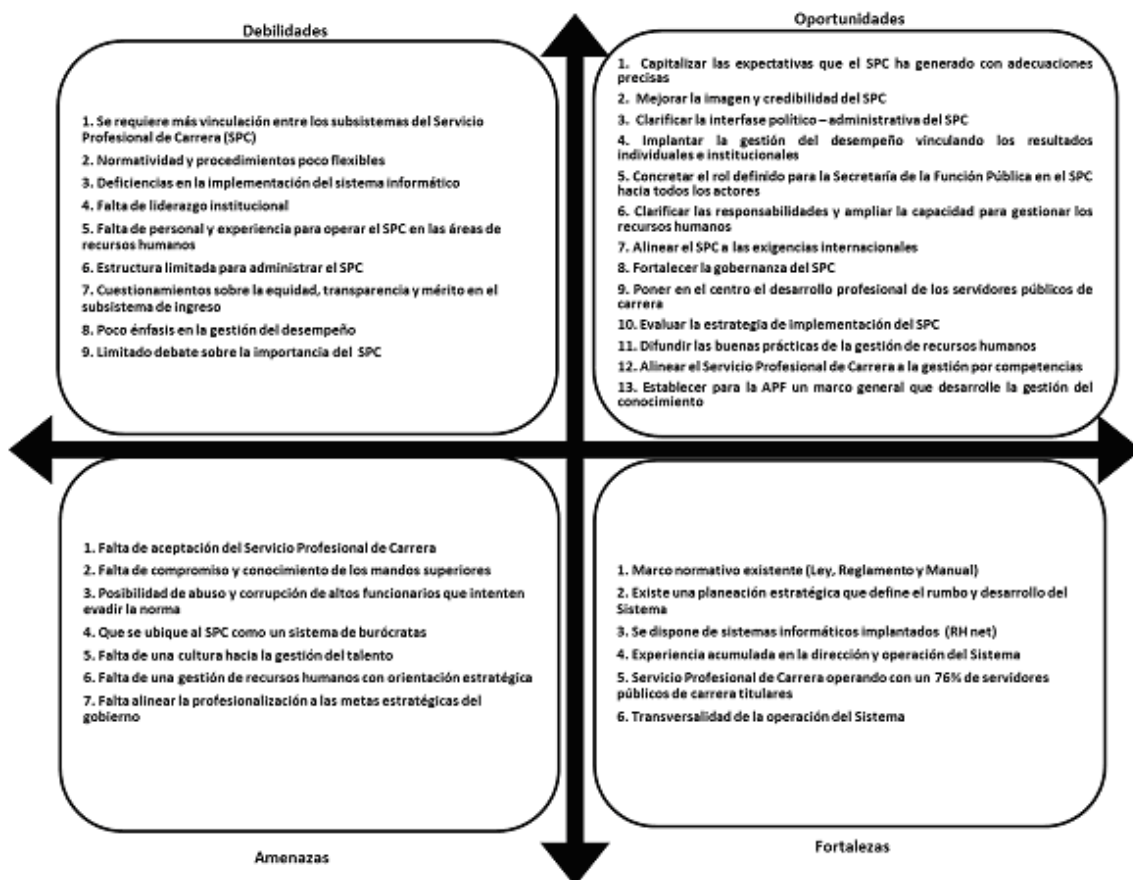 Debilidades
1. Se requiere más vinculación entre los subsistemas del Servicio
Profesional de Carrera (SPC)
2. Normatividad y procedimientos poco flexibles
3. Deficiencias en la implementación del sistema informático
4. Falta de liderazgo institucional
5. Falta de personal y experiencia para operar el SPC en las áreas de
recursos humanos
6. Estructura limitada para administrar el SPC
7. Cuestionamientos sobre la equidad, transparencia y mérito en el
subsistema de ingreso
8. Poco énfasis en la gestión del desempeño
9. Limitado debate sobre la importancia del SPC
Oportunidades
1. Capitalizar las expectativas que el SPC ha generado con adecuaciones
precisas
2. Mejorar la imagen y credibilidad del SPC
3. Clarificar la interfase político – administrativa del SPC
4. Implantar la gestión del desempeño vinculando los resultados
individuales e institucionales
5. Concretar el rol definido para la Secretaría de la Función Pública en el SPC
hacia todos los actores
6. Clarificar las responsabilidades y ampliar la capacidad para gestionar los
recursos humanos
7. Alinear el SPC a las exigencias internacionales
8. Fortalecer la gobernanza del SPC
9. Poner en el centro el desarrollo profesional de los servidores públicos de
carrera
10. Evaluar la estrategia de implementación del SPC
11. Difundir las buenas prácticas de la gestión de recursos humanos
12. Alinear el Servicio Profesional de Carrera a la gestión por competencias
13. Establecer para la APF un marco general que desarrolle la gestión del
conocimiento
1. Falta de aceptación del Servicio Profesional de Carrera
2. Falta de compromiso y conocimiento de los mandos superiores
3. Posibilidad de abuso y corrupción de altos funcionarios que intenten
evadir la norma
4. Que se ubique al SPC como un sistema de burócratas
5. Falta de una cultura hacia la gestión del talento
6. Falta de una gestión de recursos humanos con orientación estratégica
7. Falta alinear la profesionalización a las metas estratégicas del
gobierno
Amenazas
1. Marco normativo existente (Ley, Reglamento y Manual)
2. Existe una planeación estratégica que define el rumbo y desarrollo del
Sistema
3. Se dispone de sistemas informáticos implantados (RH net)
4. Experiencia acumulada en la dirección y operación del Sistema
5. Servicio Profesional de Carrera operando con un 76% de servidores
públicos de carrera titulares
6. Transversalidad de la operación del Sistema
Fortalezas